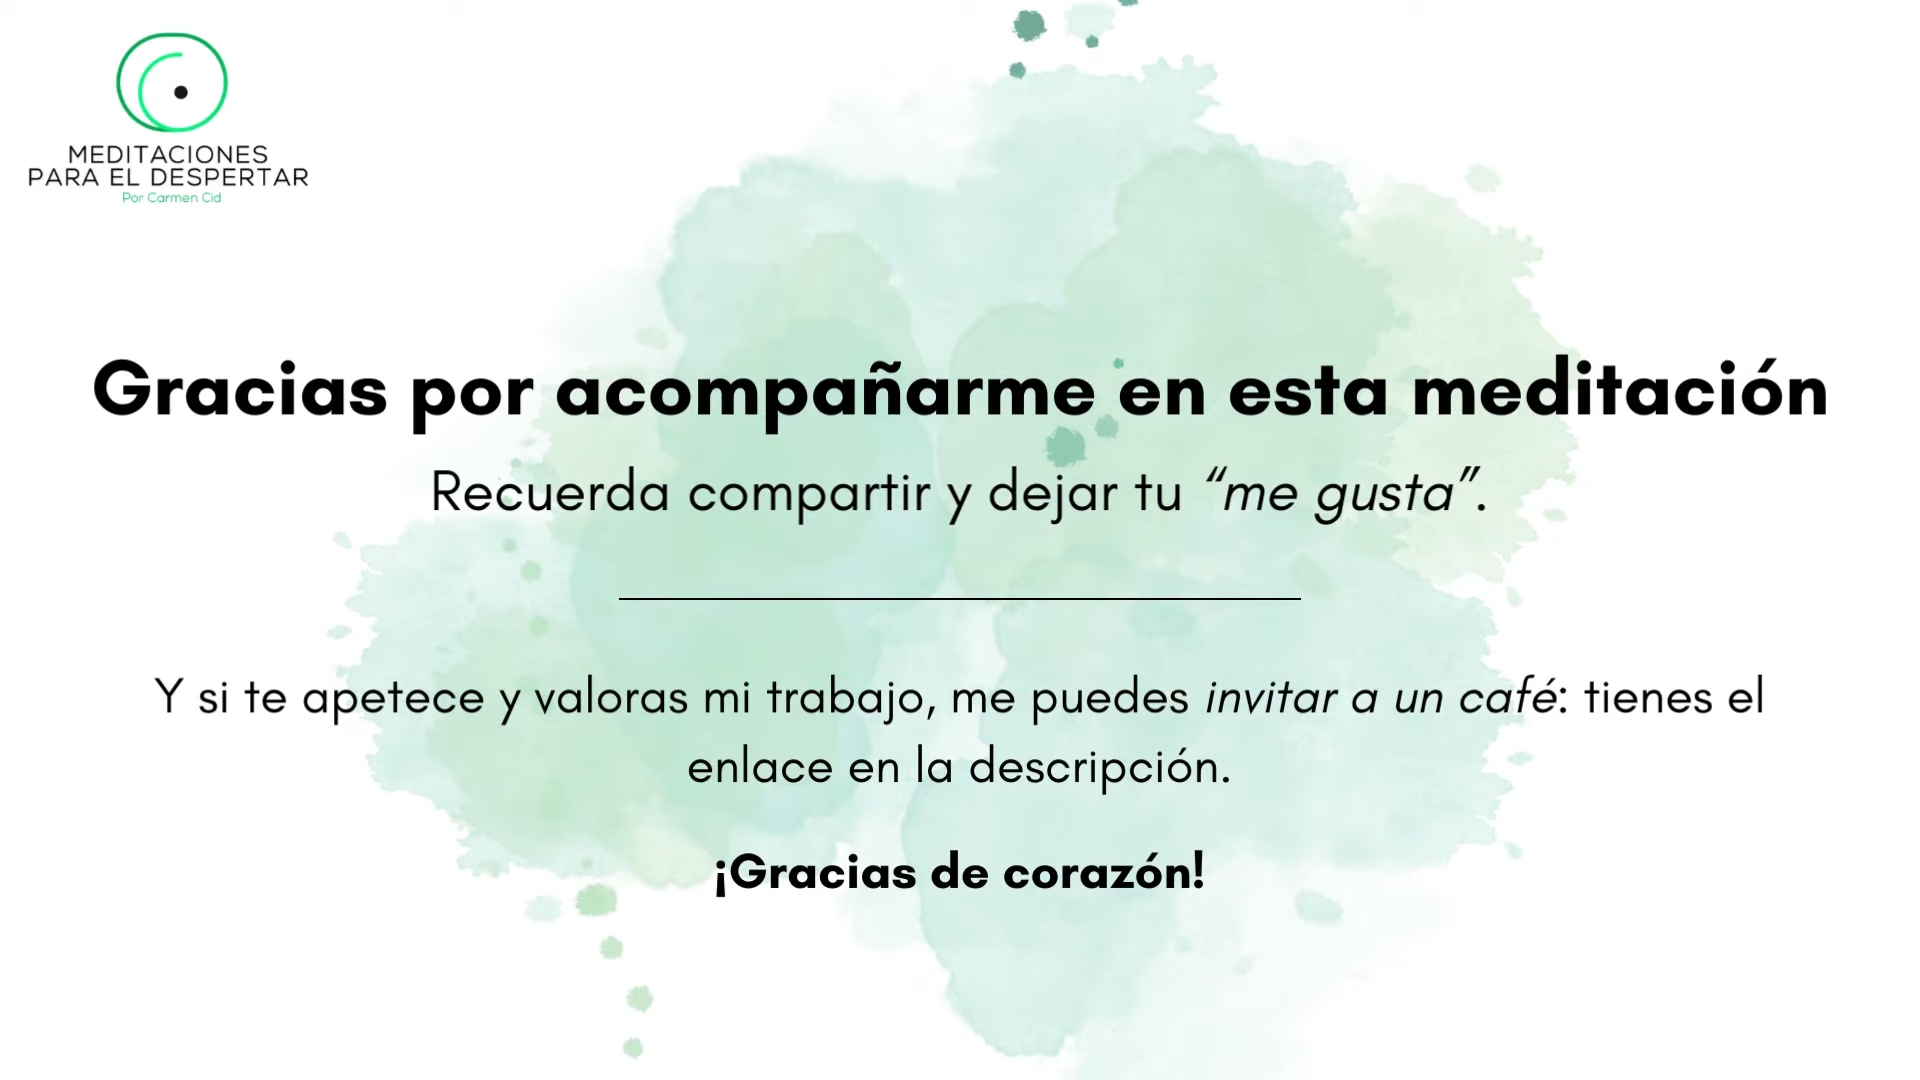 MEDITACIONES
PARA EL DESPERTAR
Por Carmen Cid
Gracias por acompañarme en esta meditación
Recuerda compartir y dejar tu “me gusta”.
Y si te apetece y valoras mi trabajo, me puedes invitar a un café: tienes el
enlace en la descripción.
¡Gracias de corazón!